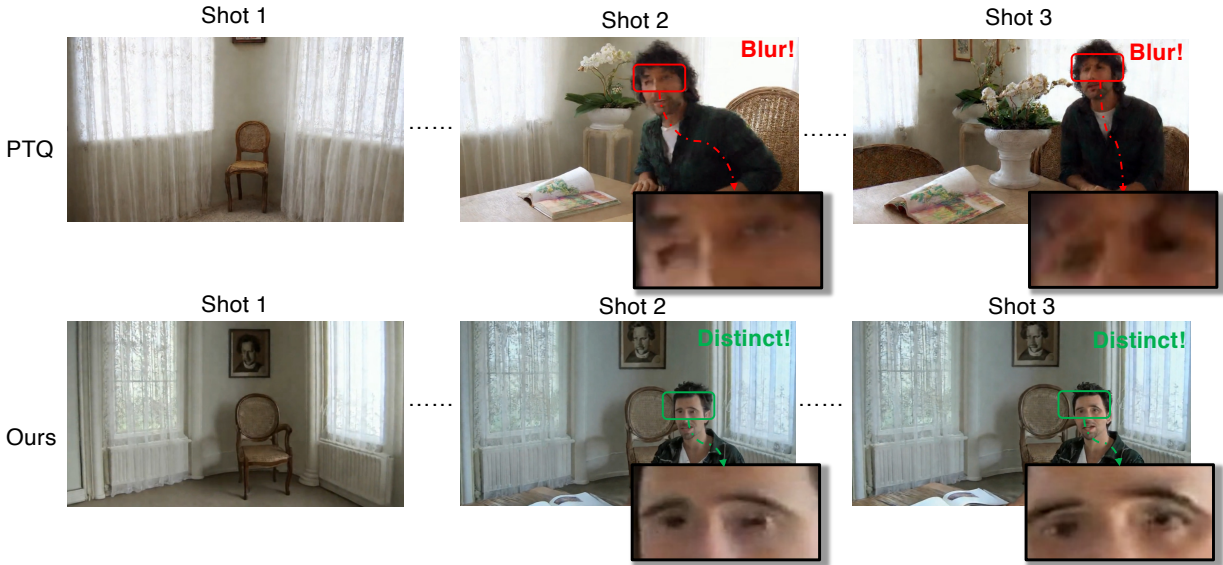 Shot 1
Shot 2
Shot 3
PTQ
Blur!
Blur!
......
......
Shot 1
Shot 2
Shot 3
Ours
Distinct!
Distinct!
......
......